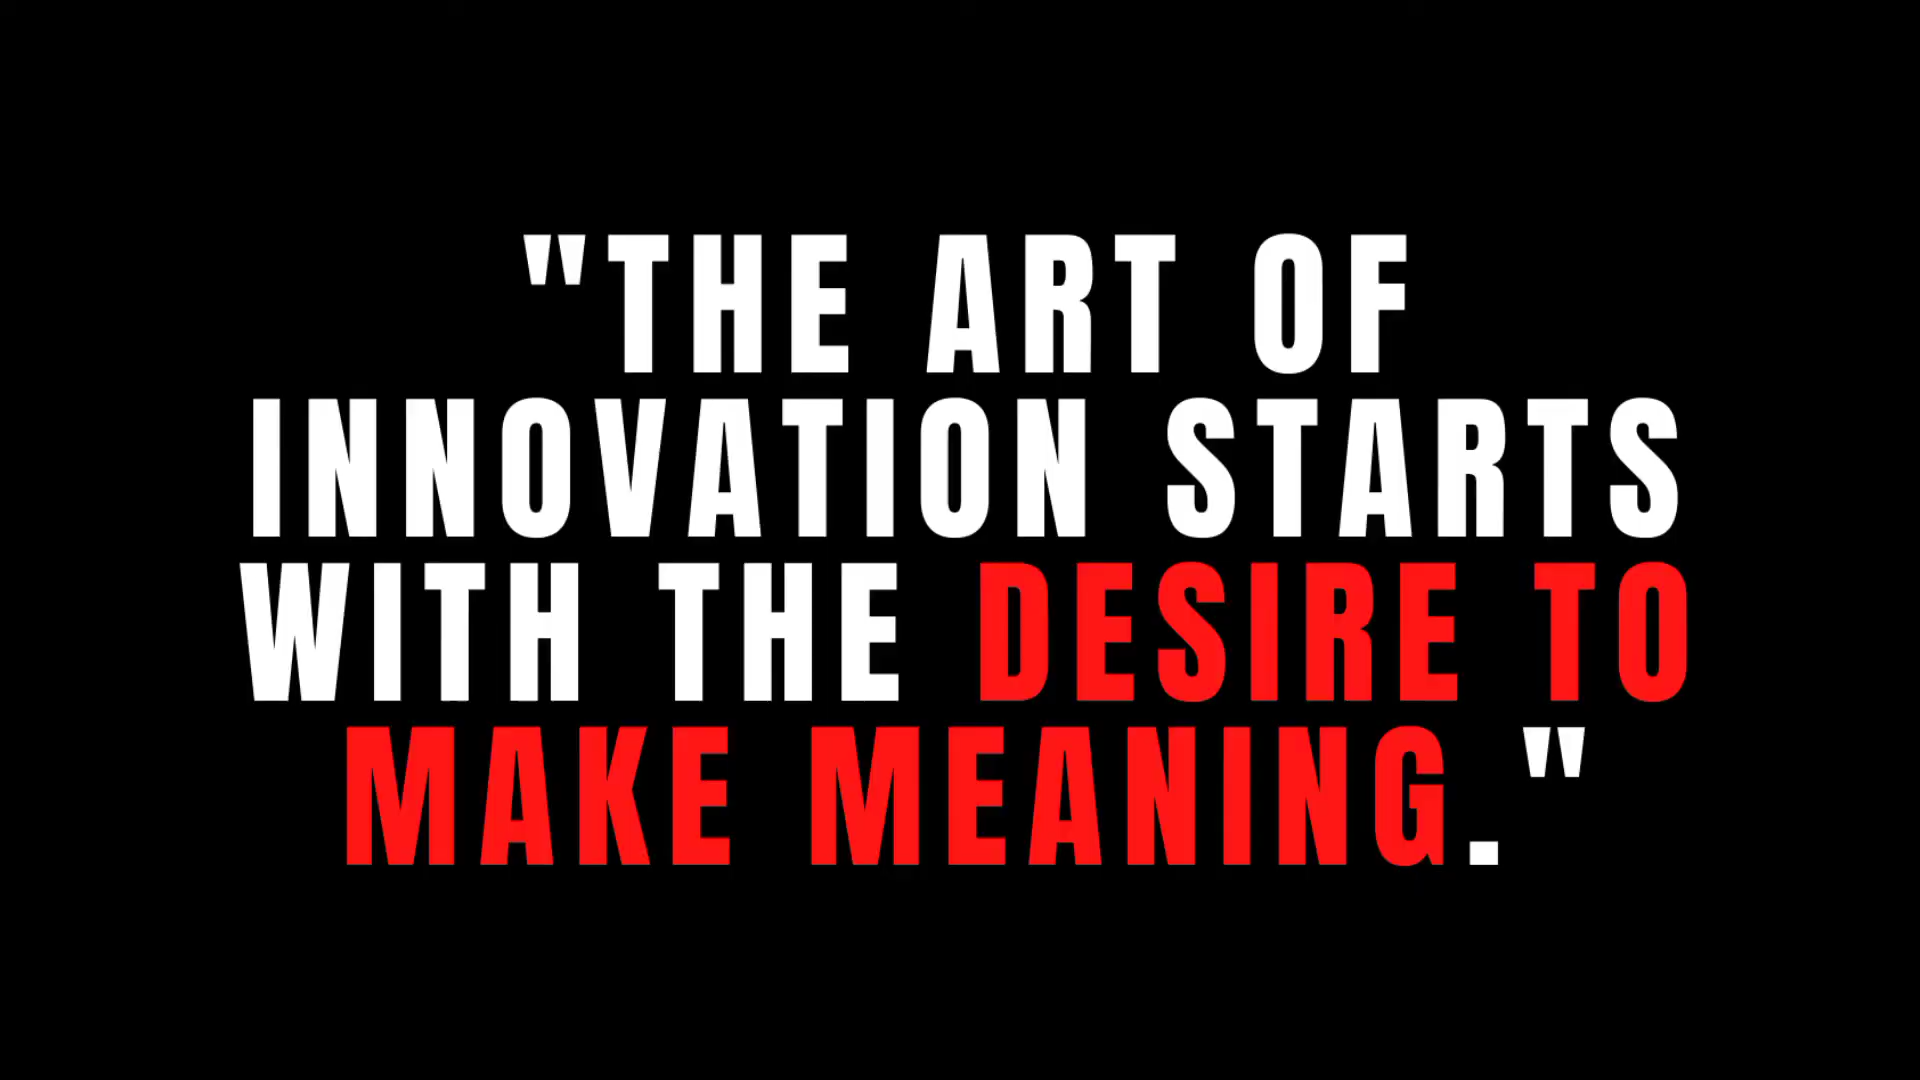 "THE ART OF
INNOVATION STARTS
WITH THE DESIRE TO
MAKE MEANING."